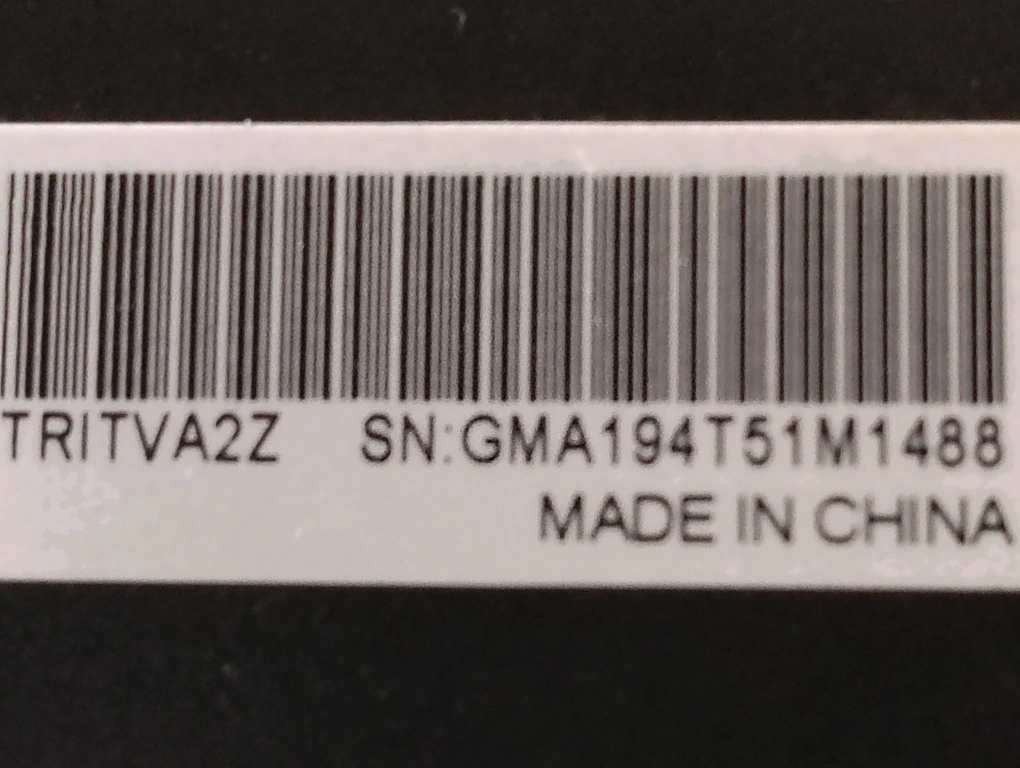 TRITVA2Z SN:GMA194T51M1488
MADE IN CHINA